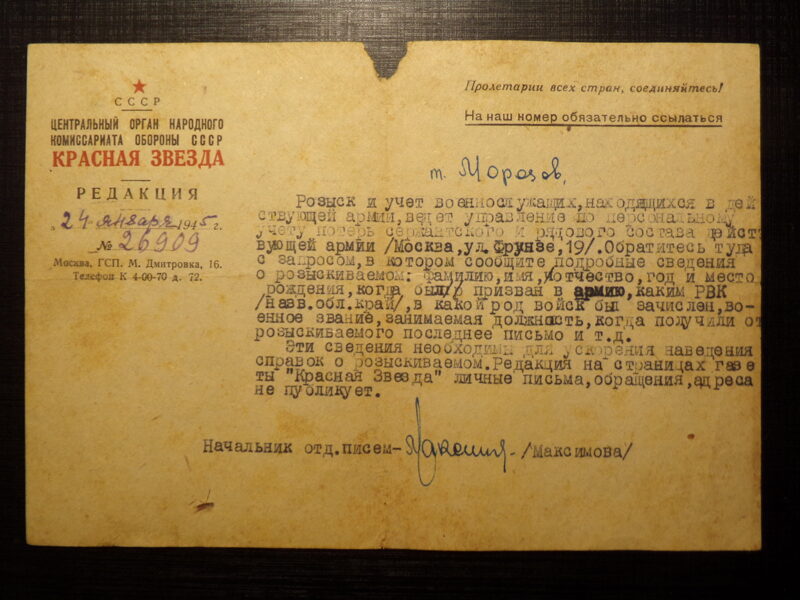 СССР
ЦЕНТРАЛЬНЫЙ ОРГАН НАРОДНОГО
КОМИССАРИАТА ОБОРОНЫ СССР
КРАСНАЯ ЗВЕЗДА
РЕДАКЦИЯ
„24 января 1945 г.
№ 26909
Москва, ГСП. М. Дмитровка, 16.
Телефон К 4-00-70 д. 72.
Пролетарии всех стран, соединяйтесь!
На наш номер обязательно ссылаться
т. Морозов,
Розыск и учет военнослужащих,находящихся в дей
ствующей армии,ведет управление по персональному
учету потерь сержантского и рядового состава дейст
вующей армии /Москва,ул.Фрунзе,19/.Обратитесь туда
с запросом,в котором сообщите подробные сведения
о розыскиваемом: фамилию,имя,отчество,год и место
рождения,когда был/ призван в армию,каким РВК
/назв.обл.край/,в какой род войск бы зачислен,во-
енное звание,занимаемая должность,когда получили от
розыскиваемого последнее письмо и т.д.
Эти сведения необходимы для ускорения наведения
справок о розыскиваемом.Редакция на страницах газе
ты "Красная Звезда" личные письма,обращения,адреса
не публикует.
Начальник отд.писем- Максим- /Максимова/